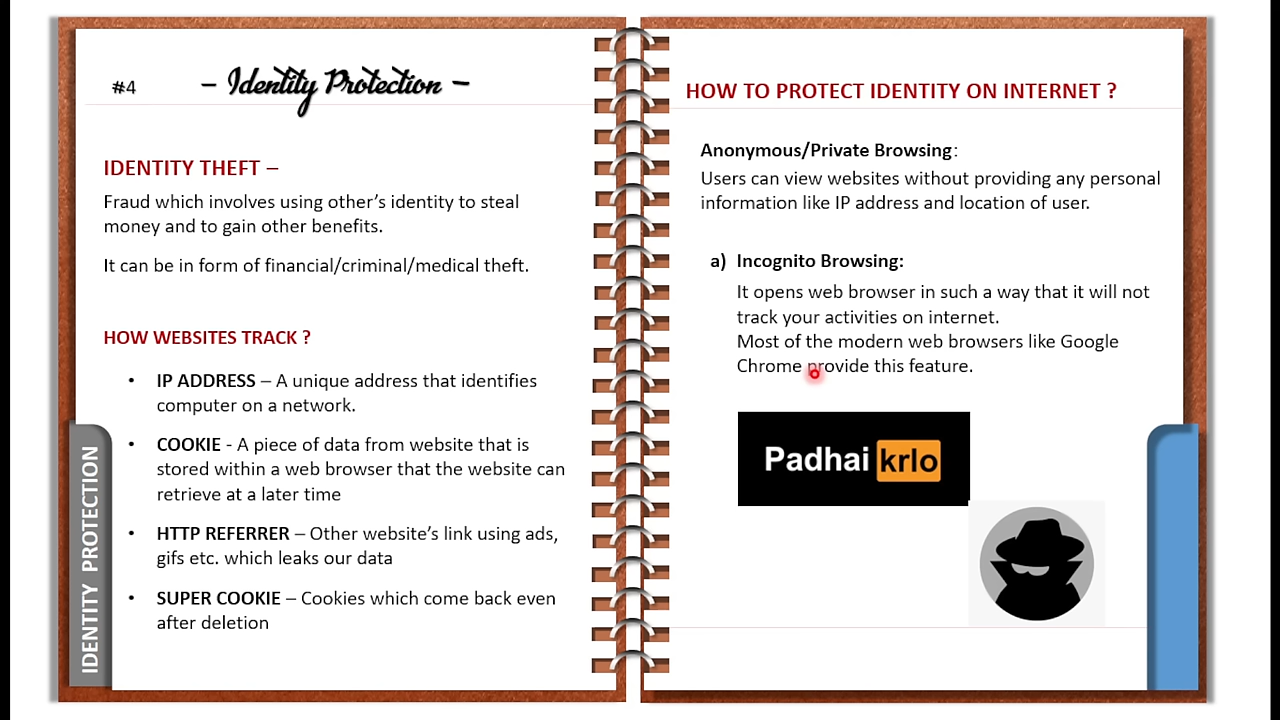 #4
– Identity Protection –
IDENTITY THEFT –
Fraud which involves using other's identity to steal
money and to gain other benefits.
It can be in form of financial/criminal/medical theft.
HOW WEBSITES TRACK ?
• IP ADDRESS – A unique address that identifies
computer on a network.
• COOKIE - A piece of data from website that is
stored within a web browser that the website can
retrieve at a later time
• HTTP REFERRER – Other website's link using ads,
gifs etc. which leaks our data
• SUPER COOKIE – Cookies which come back even
after deletion
IDENTITY PROTECTION
HOW TO PROTECT IDENTITY ON INTERNET ?
Anonymous/Private Browsing:
Users can view websites without providing any personal
information like IP address and location of user.
a) Incognito Browsing:
It opens web browser in such a way that it will not
track your activities on internet.
Most of the modern web browsers like Google
Chrome provide this feature.
Padhai krlo